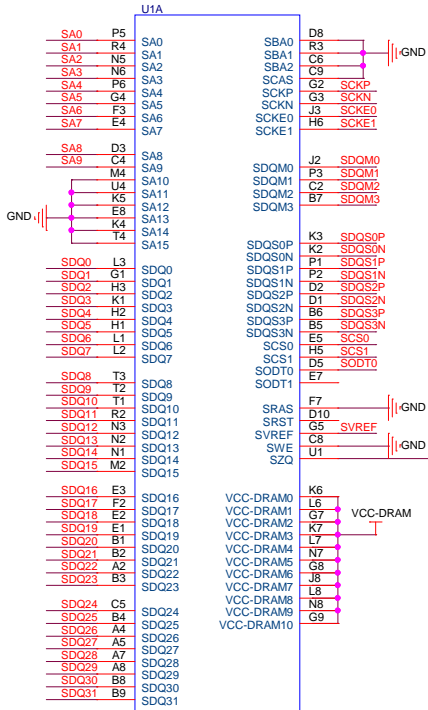 U1A
SA0 P5 SA0
SA1 R4 SA1
SA2 N5 SA2
SA3 N6 SA3
SA4 P6 SA4
SA5 G4 SA5
SA6 F3 SA6
SA7 E4 SA7
SA8 D3 SA8
SA9 C4 SA9
M4 SA10
U4 SA11
K5 SA12
GND E8 SA13
K4 SA14
T4 SA15
SDQ0 L3 SDQ0
SDQ1 G1 SDQ1
SDQ2 H3 SDQ2
SDQ3 K1 SDQ3
SDQ4 H2 SDQ4
SDQ5 H1 SDQ5
SDQ6 L1 SDQ6
SDQ7 L2 SDQ7
SDQ8 T3 SDQ8
SDQ9 T2 SDQ9
SDQ10 T1 SDQ10
SDQ11 R2 SDQ11
SDQ12 N3 SDQ12
SDQ13 N2 SDQ13
SDQ14 N1 SDQ14
SDQ15 M2 SDQ15
SDQ16 E3 SDQ16
SDQ17 F2 SDQ17
SDQ18 E2 SDQ18
SDQ19 E1 SDQ19
SDQ20 B1 SDQ20
SDQ21 B2 SDQ21
SDQ22 A2 SDQ22
SDQ23 B3 SDQ23
SDQ24 C5 SDQ24
SDQ25 B4 SDQ25
SDQ26 A4 SDQ26
SDQ27 A5 SDQ27
SDQ28 A7 SDQ28
SDQ29 A8 SDQ29
SDQ30 B8 SDQ30
SDQ31 B9 SDQ31
SBA0 D8
SBA1 R3 GND
SBA2 C6
SCAS C9
SCKP G2 SCKP
SCKN G3 SCKN
SCKE0 J3 SCKE0
SCKE1 H6 SCKE1
SDQM0 J2 SDQM0
SDQM1 P3 SDQM1
SDQM2 C2 SDQM2
SDQM3 B7 SDQM3
SDQS0P K3 SDQS0P
SDQS0N K2 SDQS0N
SDQS1P P1 SDQS1P
SDQS1N P2 SDQS1N
SDQS2P D2 SDQS2P
SDQS2N D1 SDQS2N
SDQS3P B6 SDQS3P
SDQS3N B5 SDQS3N
SCS0 E5 SCS0
SCS1 H5 SCS1
SODT0 D5 SODT0
SODT1 E7
SRAS F7 GND
SRST D10
SVREF G5 SVREF
SWE C8 GND
SZQ U1
VCC-DRAM0 K6
VCC-DRAM1 L6
VCC-DRAM2 G7 VCC-DRAM
VCC-DRAM3 K7
VCC-DRAM4 L7
VCC-DRAM5 N7
VCC-DRAM6 G8
VCC-DRAM7 J8
VCC-DRAM8 L8
VCC-DRAM9 N8
VCC-DRAM10 G9